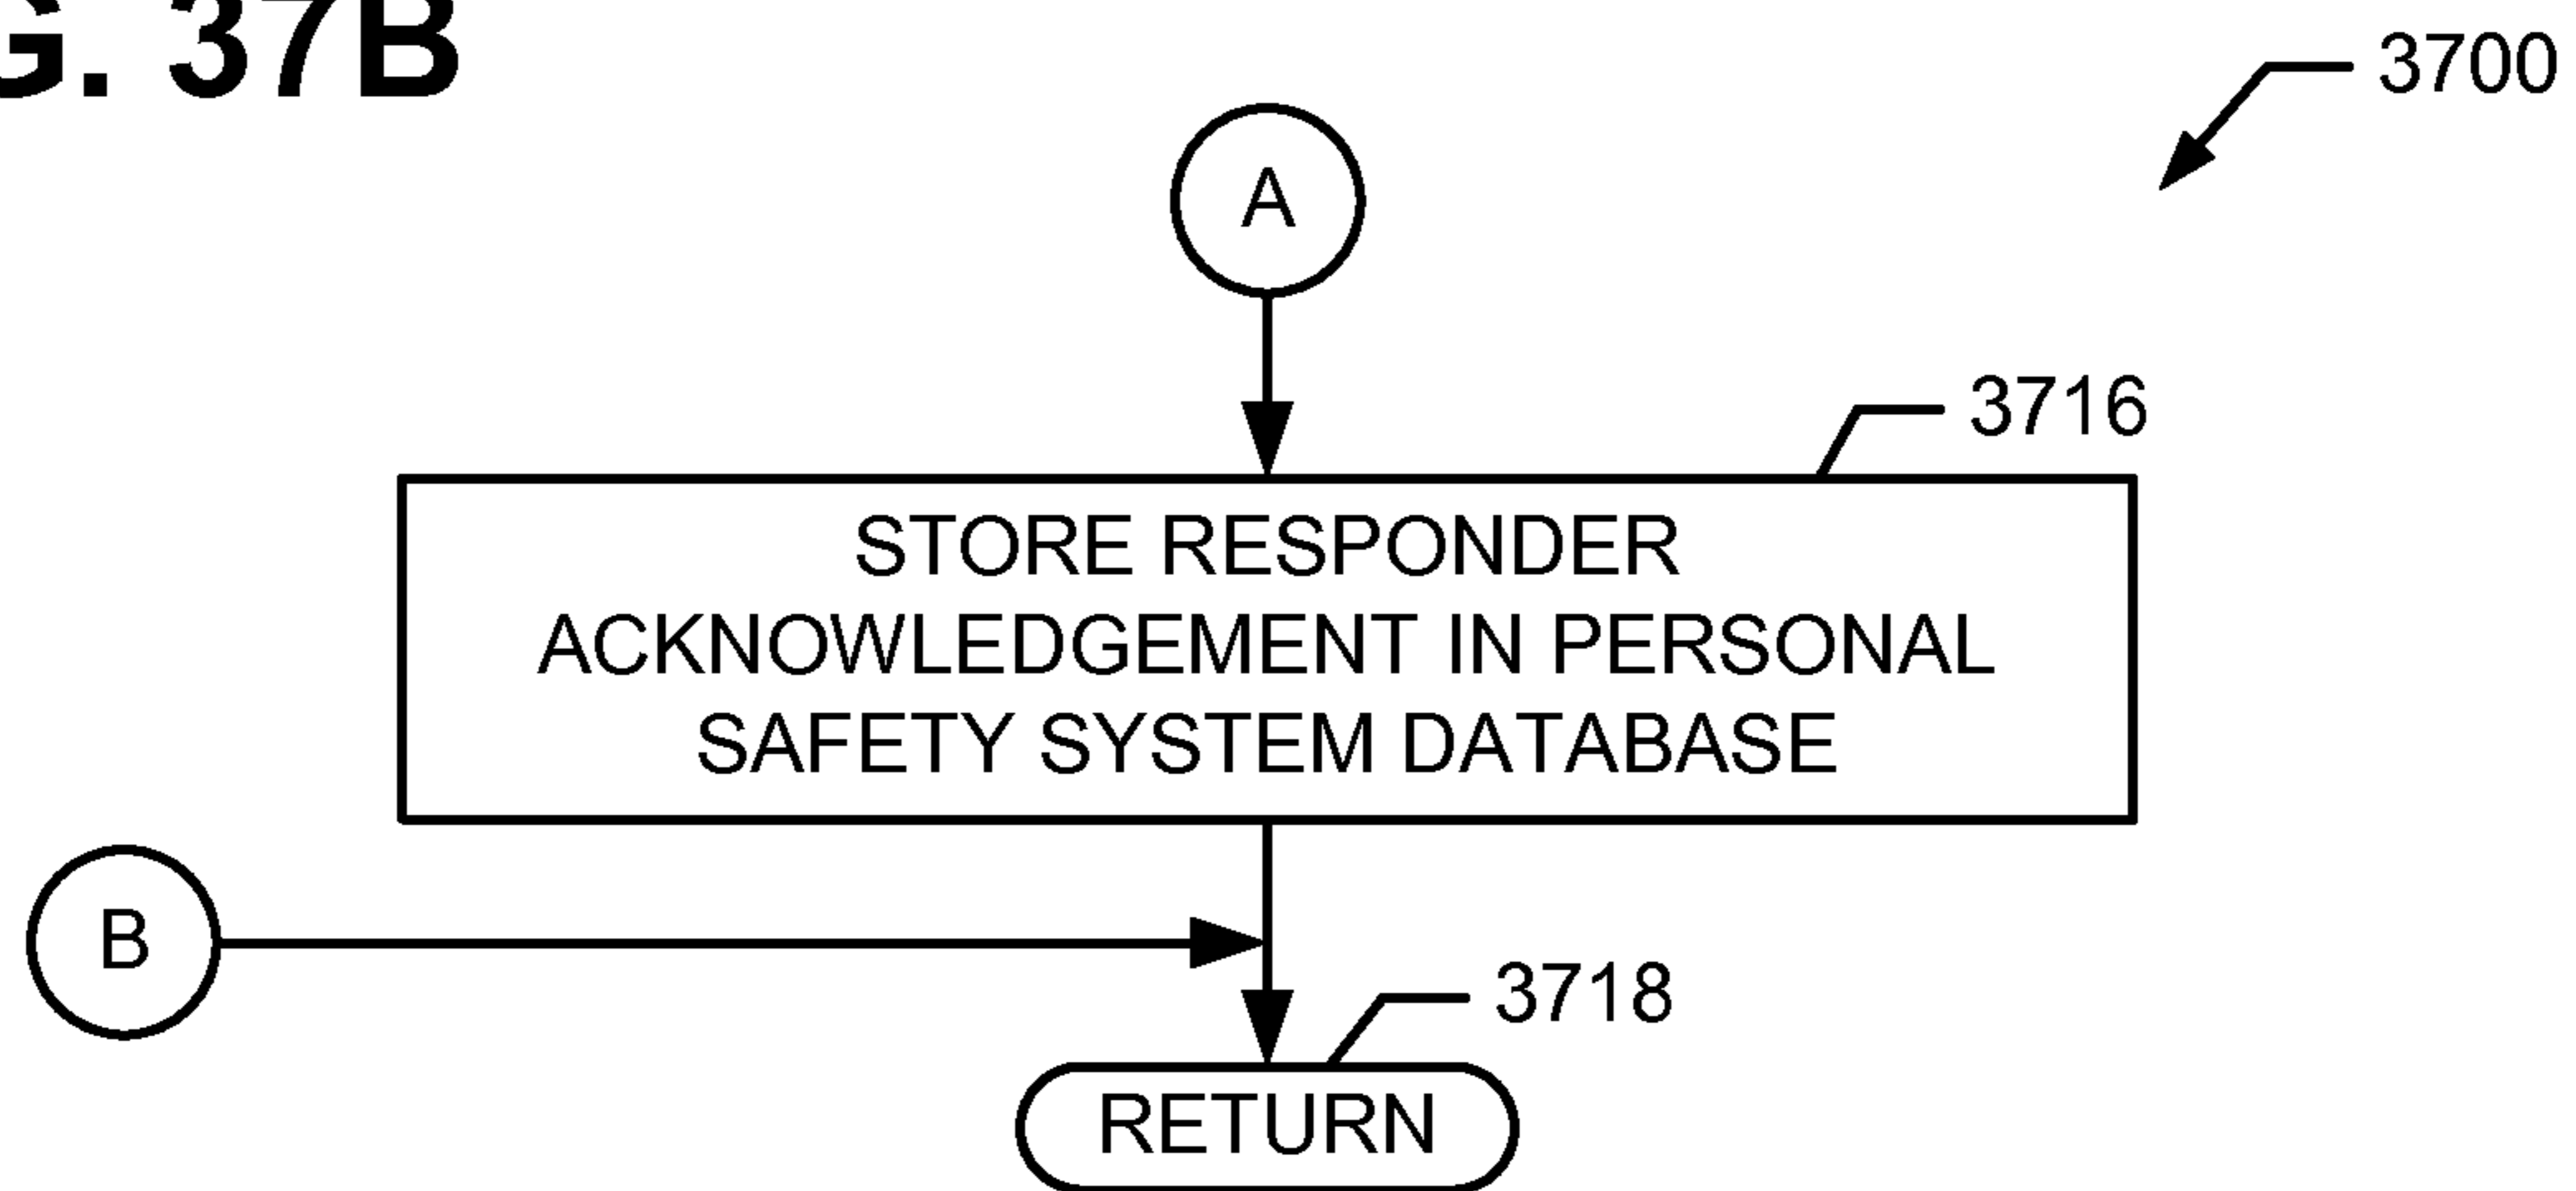 G. 37B
3700
A
3716
STORE RESPONDER
ACKNOWLEDGEMENT IN PERSONAL
SAFETY SYSTEM DATABASE
B
3718
RETURN